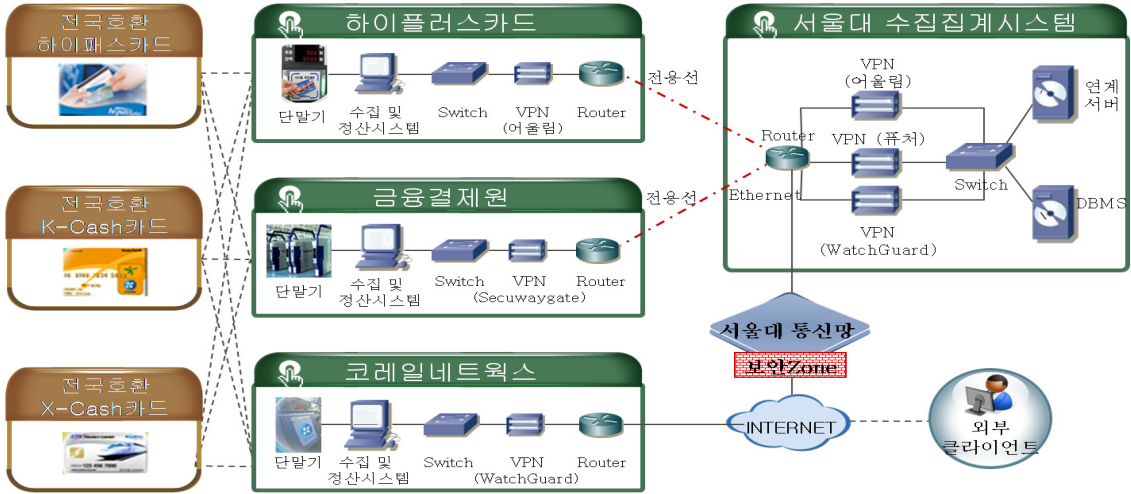 전국호환
하이패스카드
전국호환
K-Cash카드
전국호환
X-Cash카드
하이플러스카드
단말기
수집 및
정산시스템
Switch
VPN
(어울림)
Router
전용선
금융결제원
단말기
수집 및
정산시스템
Switch
VPN
(Secuwaygate)
Router
전용선
코레일네트웍스
단말기
수집 및
정산시스템
Switch
VPN
(WatchGuard)
Router
서울대 수집집계시스템
VPN
(어울림)
Router
VPN (퓨처)
Ethernet
VPN
(WatchGuard)
Switch
연계
서버
DBMS
서울대 통신망
보안Zone
INTERNET
외부
클라이언트